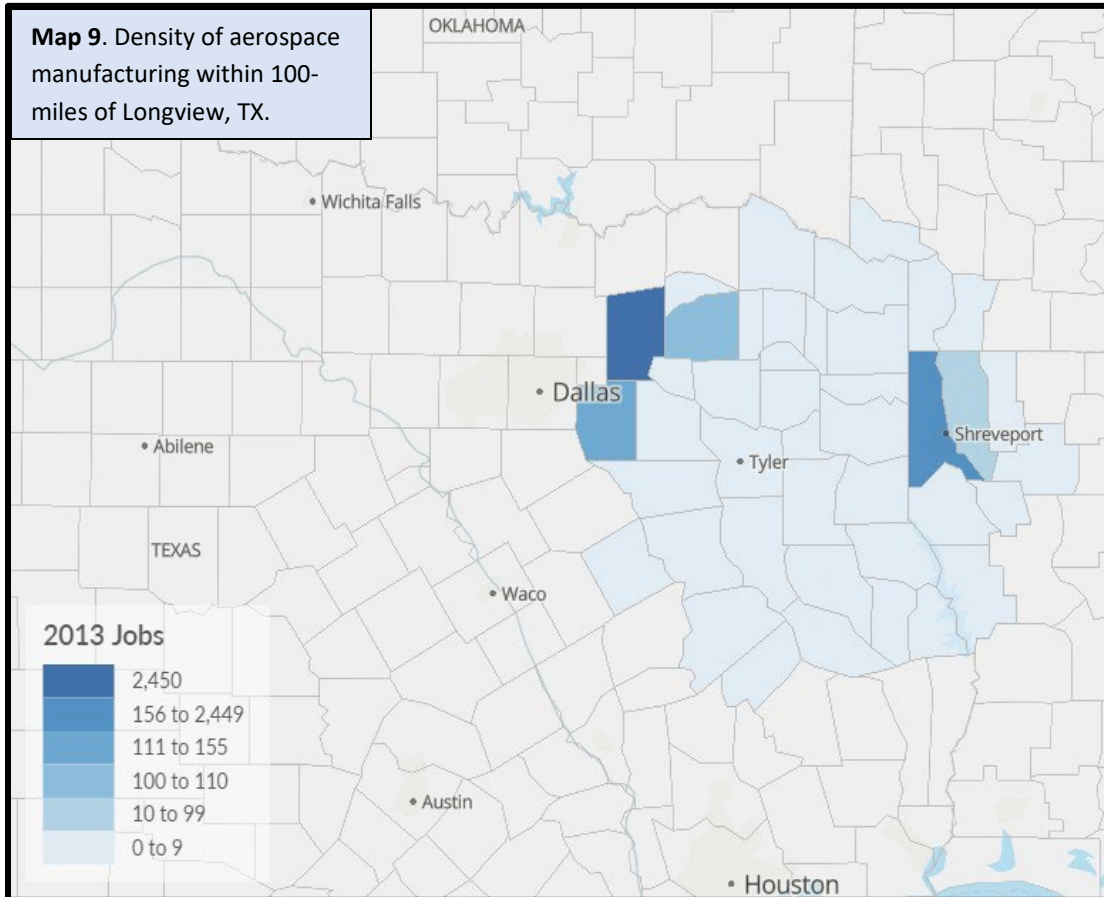 Map 9. Density of aerospace
manufacturing within 100-
miles of Longview, TX.
OKLAHOMA
Wichita Falls
Dallas
Abilene
Shreveport
Tyler
TEXAS
Waco
2013 Jobs
2,450
156 to 2,449
111 to 155
100 to 110
10 to 99
0 to 9
Austin
Houston